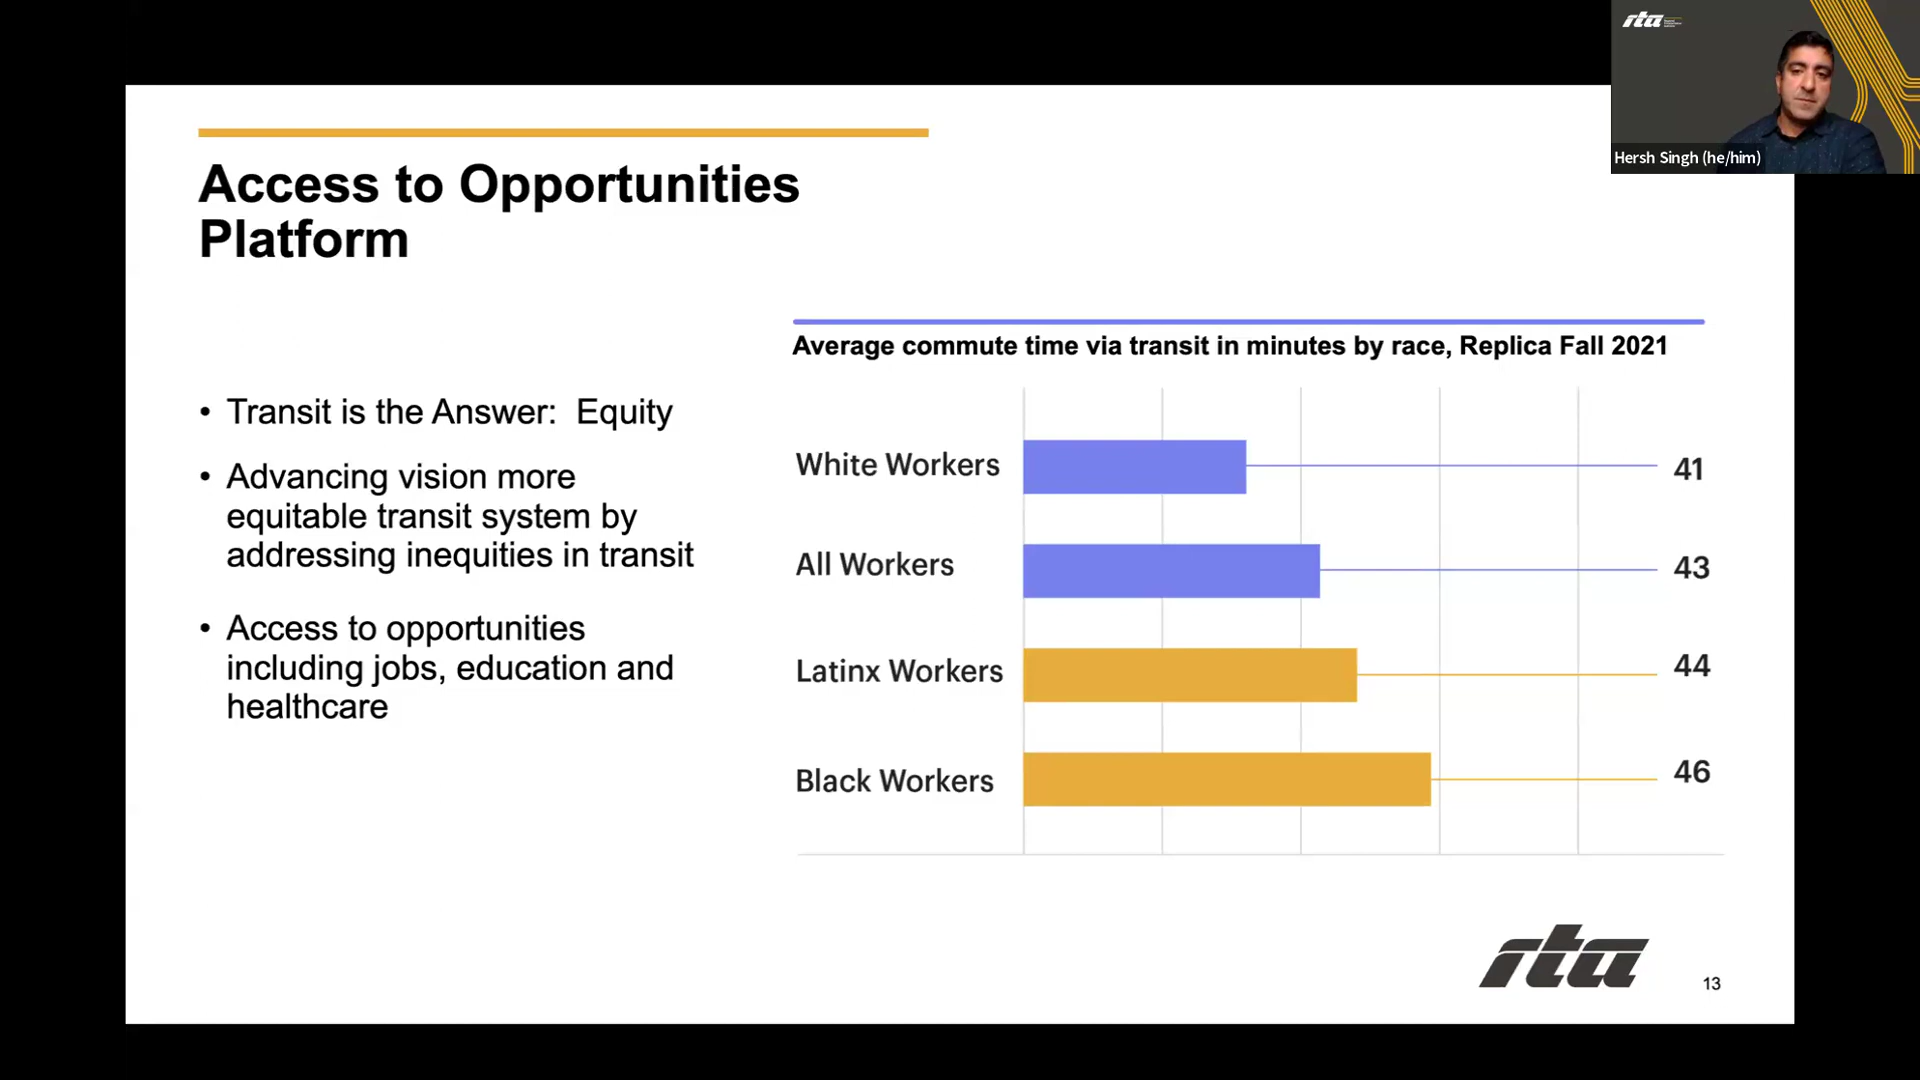 rta
Hersh Singh (he/him)
Access to Opportunities
Platform
• Transit is the Answer:  Equity
• Advancing vision more
equitable transit system by
addressing inequities in transit
• Access to opportunities
including jobs, education and
healthcare
Average commute time via transit in minutes by race, Replica Fall 2021
White Workers 41
All Workers 43
Latinx Workers 44
Black Workers 46
rta
13